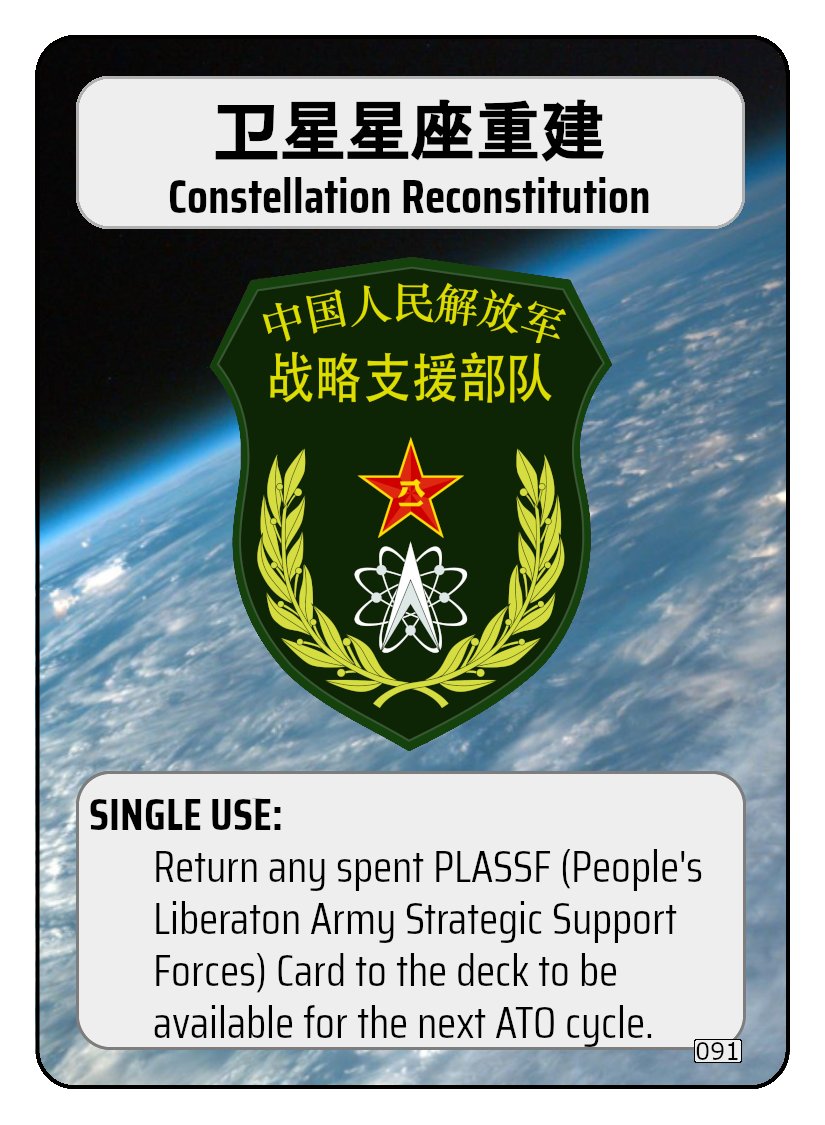 卫星星座重建
Constellation Reconstitution
中国人民解放军
战略支援部队
八一
SINGLE USE:
Return any spent PLASSF (People's
Liberaton Army Strategic Support
Forces) Card to the deck to be
available for the next ATO cycle.
091